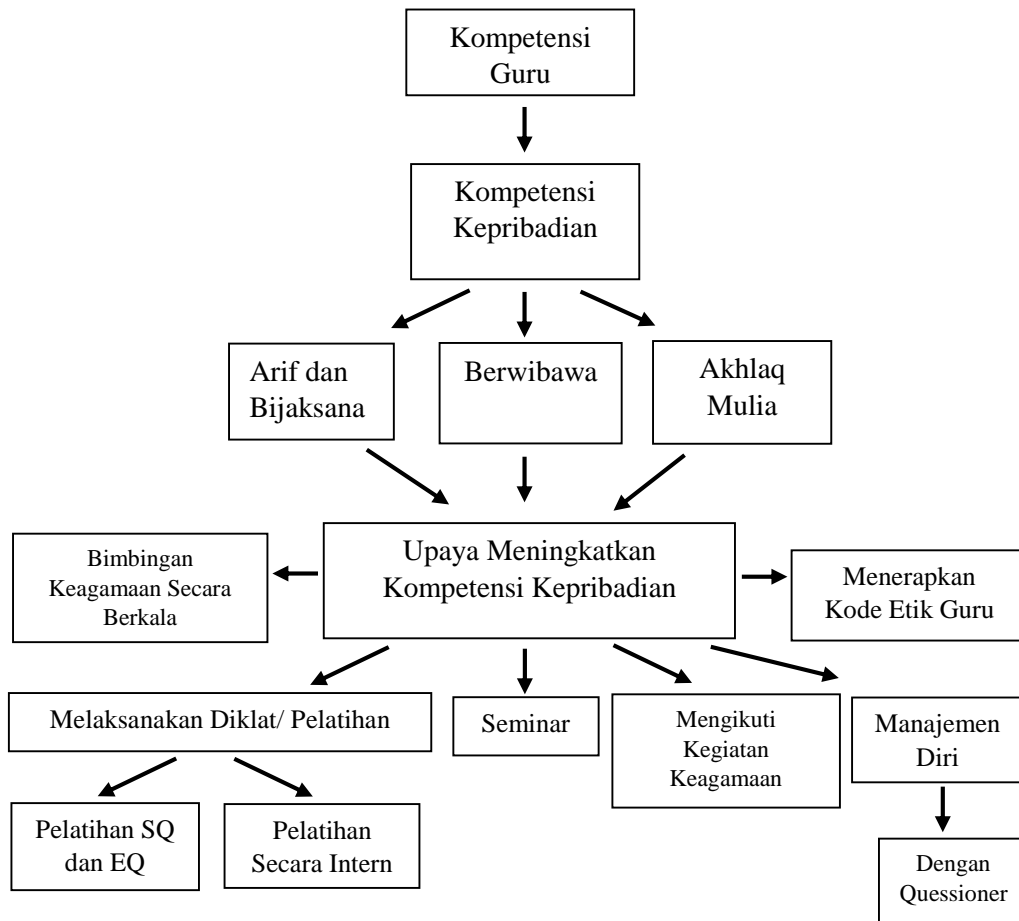 Kompetensi
Guru
Kompetensi
Kepribadian
Arif dan
Bijaksana
Berwibawa
Akhlaq
Mulia
Upaya Meningkatkan
Kompetensi Kepribadian
Bimbingan
Keagamaan Secara
Berkala
Menerapkan
Kode Etik Guru
Melaksanakan Diklat/ Pelatihan
Seminar
Mengikuti
Kegiatan
Keagamaan
Manajemen
Diri
Pelatihan SQ
dan EQ
Pelatihan
Secara Intern
Dengan
Quessioner